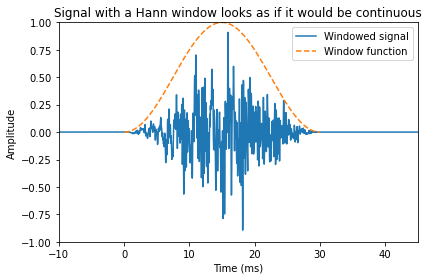 Signal with a Hann window looks as if it would be continuous
1.00
0.75
0.50
0.25
0.00
−0.25
−0.50
−0.75
−1.00
Amplitude
Windowed signal
Window function
−10 0 10 20 30 40
Time (ms)